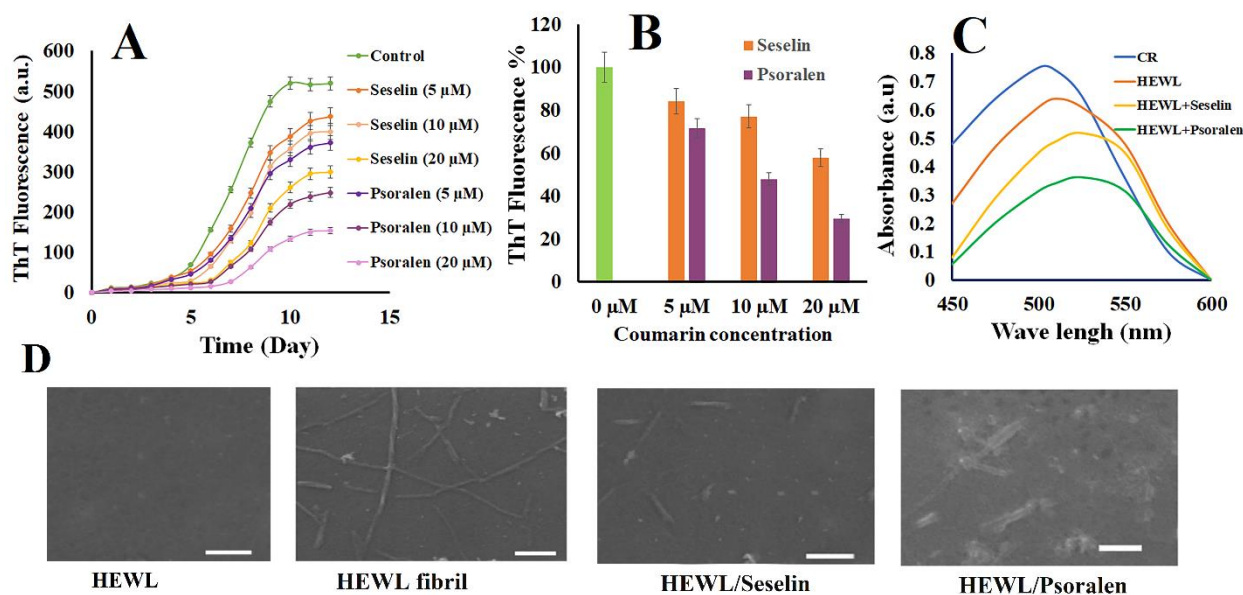 A
ThT Fluorescence (a.u.)
600
500
400
300
200
100
0
0
5
10
15
Time (Day)
Control
Seselin (5 µM)
Seselin (10 µM)
Seselin (20 µM)
Psoralen (5 µM)
Psoralen (10 µM)
Psoralen (20 µM)
B
ThT Fluorescence %
120
100
80
60
40
20
0
0 µM
5 µM
10 µM
20 µM
Coumarin concentration
Seselin
Psoralen
C
Absorbance (a.u)
0.8
0.7
0.6
0.5
0.4
0.3
0.2
0.1
0
450
500
550
600
Wave lengh (nm)
CR
HEWL
HEWL+Seselin
HEWL+Psoralen
D
HEWL
HEWL fibril
HEWL/Seselin
HEWL/Psoralen